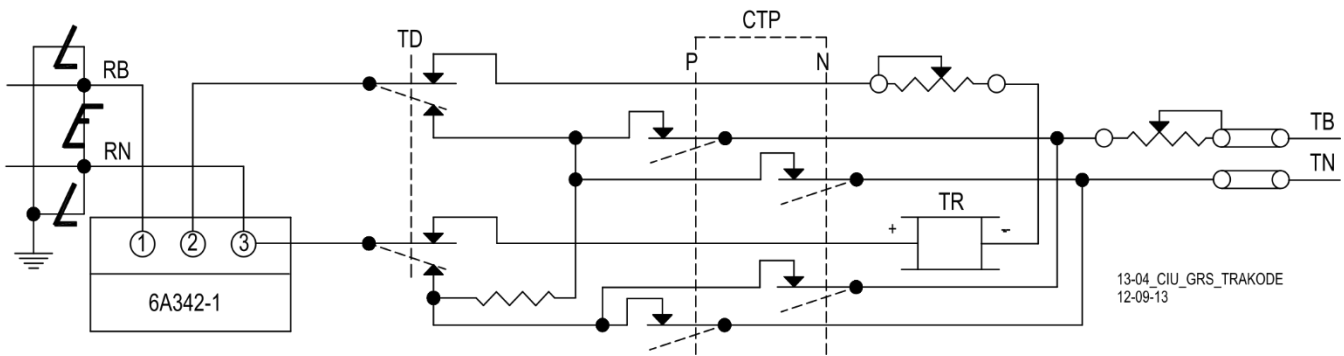 CTP
TD
P
N
RB
RN
TB
TN
TR
+
-
1
2
3
6A342-1
13-04_CIU_GRS_TRAKODE
12-09-13